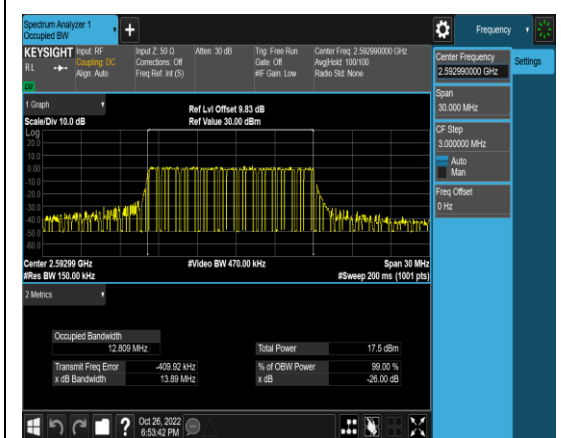 Spectrum Analyzer 1
Occupied BW
+
Frequency
KEYSIGHT Input: RF Input Z: 50 Ω Atten: 30 dB Trig: Free Run Center Freq: 2.592990000 GHz
RL Coupling: DC Corrections: Off Gate: Off Avg|Hold: 100/100
Align: Auto Freq Ref: Int (S) #IF Gain: Low Radio Std: None
Center Frequency
2.592990000 GHz
Settings
Span
30.000 MHz
CF Step
3.000000 MHz
Auto
Man
Freq Offset
0 Hz
1 Graph
Ref Lvl Offset 9.83 dB
Scale/Div 10.0 dB Ref Value 30.00 dBm
Log
20.0
10.0
0.00
-10.0
-20.0
-30.0
-40.0
-50.0
-60.0
Center 2.59299 GHz #Video BW 470.00 kHz Span 30 MHz
#Res BW 150.00 kHz #Sweep 200 ms (1001 pts)
2 Metrics
Occupied Bandwidth
12.809 MHz Total Power 17.5 dBm
Transmit Freq Error -409.92 kHz % of OBW Power 99.00 %
x dB Bandwidth 13.89 MHz x dB -26.00 dB
? Oct 26, 2022
6:53:42 PM